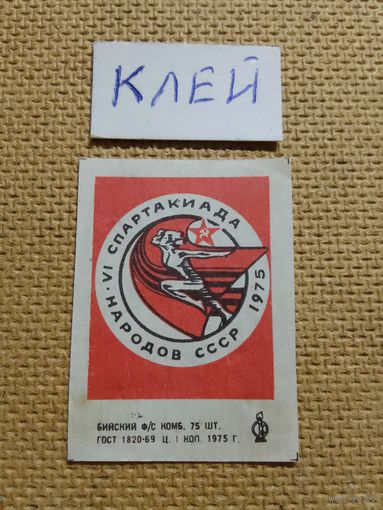 КЛЕЙ
VI СПАРТАКИАДА
НАРОДОВ СССР 1975
БИЙСКИЙ Ф/С КОМБ. 75 ШТ.
ГОСТ 1820-69 Ц. 1 КОП. 1975 Г.